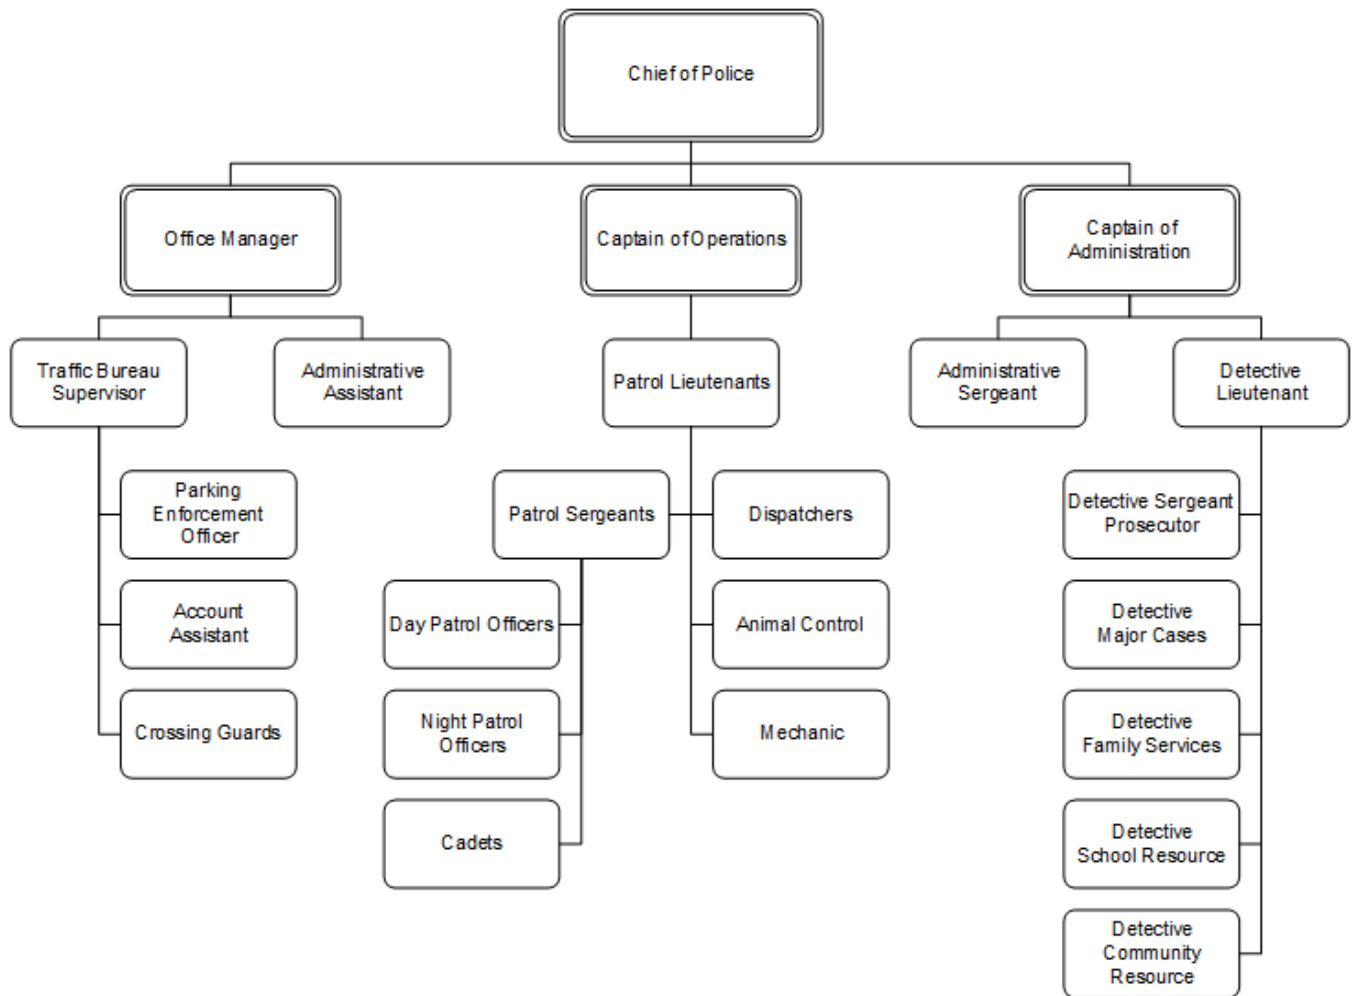 Chief of Police
Office Manager
Captain of Operations
Captain of
Administration
Traffic Bureau
Supervisor
Administrative
Assistant
Patrol Lieutenants
Administrative
Sergeant
Detective
Lieutenant
Parking
Enforcement
Officer
Patrol Sergeants
Dispatchers
Detective Sergeant
Prosecutor
Account
Assistant
Day Patrol Officers
Animal Control
Detective
Major Cases
Crossing Guards
Night Patrol
Officers
Mechanic
Detective
Family Services
Cadets
Detective
School Resource
Detective
Community
Resource